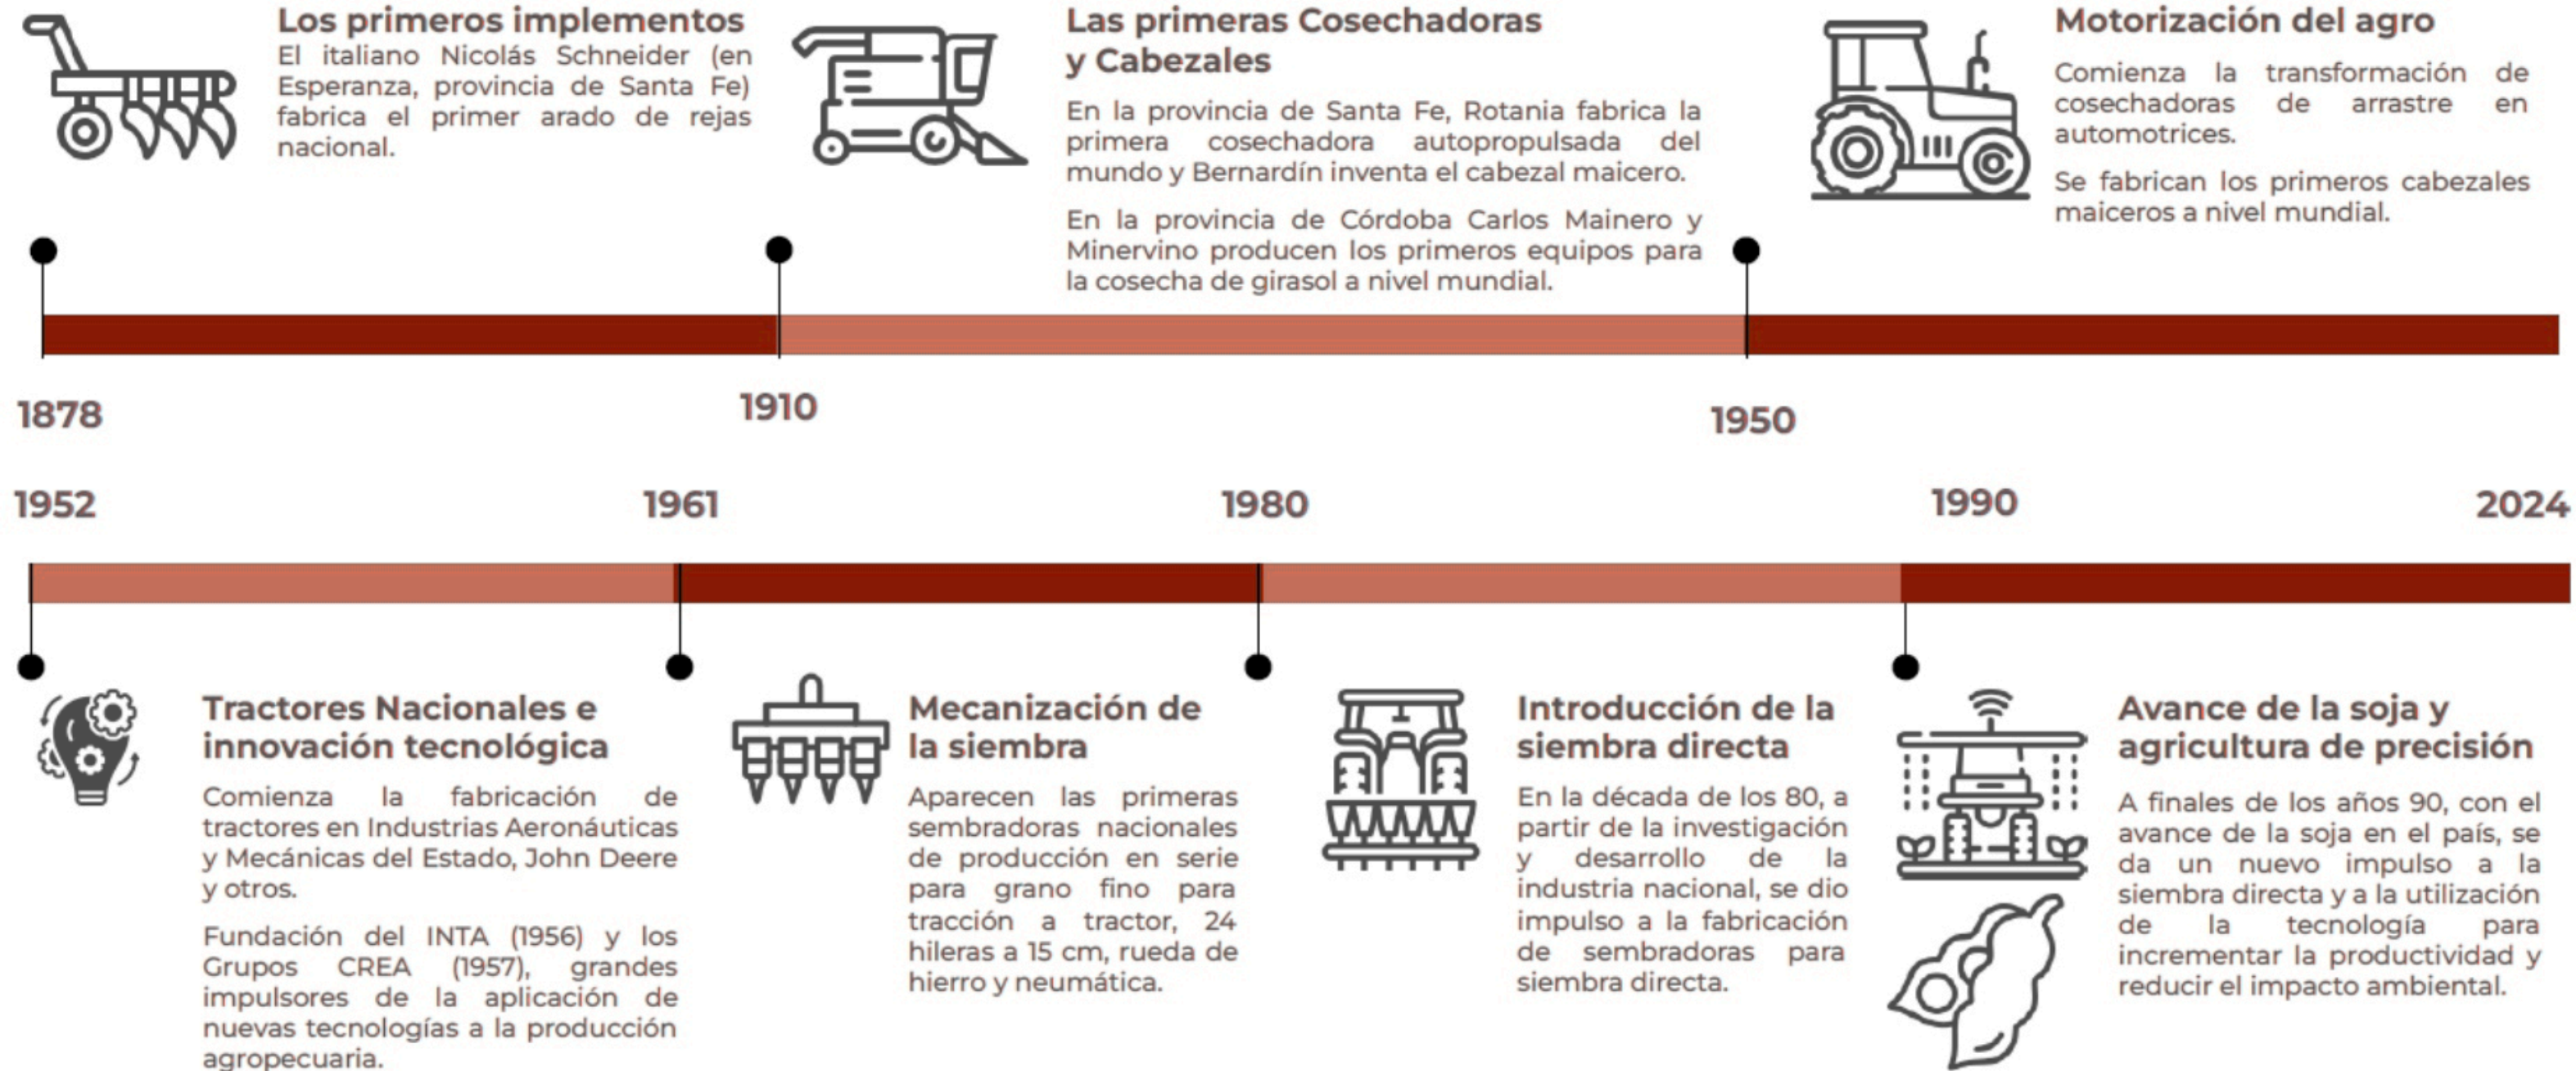 Los primeros implementos
El italiano Nicolás Schneider (en
Esperanza, provincia de Santa Fe)
fabrica el primer arado de rejas
nacional.
Las primeras Cosechadoras
y Cabezales
En la provincia de Santa Fe, Rotania fabrica la
primera cosechadora autopropulsada del
mundo y Bernardín inventa el cabezal maicero.
En la provincia de Córdoba Carlos Mainero y
Minervino producen los primeros equipos para
la cosecha de girasol a nivel mundial.
Motorización del agro
Comienza la transformación de
cosechadoras de arrastre en
automotrices.
Se fabrican los primeros cabezales
maiceros a nivel mundial.
1878
1910
1950
1952
1961
1980
1990
2024
Tractores Nacionales e
innovación tecnológica
Comienza la fabricación de
tractores en Industrias Aeronáuticas
y Mecánicas del Estado, John Deere
y otros.
Fundación del INTA (1956) y los
Grupos CREA (1957), grandes
impulsores de la aplicación de
nuevas tecnologías a la producción
agropecuaria.
Mecanización de
la siembra
Aparecen las primeras
sembradoras nacionales
de producción en serie
para grano fino para
tracción a tractor, 24
hileras a 15 cm, rueda de
hierro y neumática.
Introducción de la
siembra directa
En la década de los 80, a
partir de la investigación
y desarrollo de la
industria nacional, se dio
impulso a la fabricación
de sembradoras para
siembra directa.
Avance de la soja y
agricultura de precisión
A finales de los años 90, con el
avance de la soja en el país, se
da un nuevo impulso a la
siembra directa y a la utilización
de la tecnología para
incrementar la productividad y
reducir el impacto ambiental.